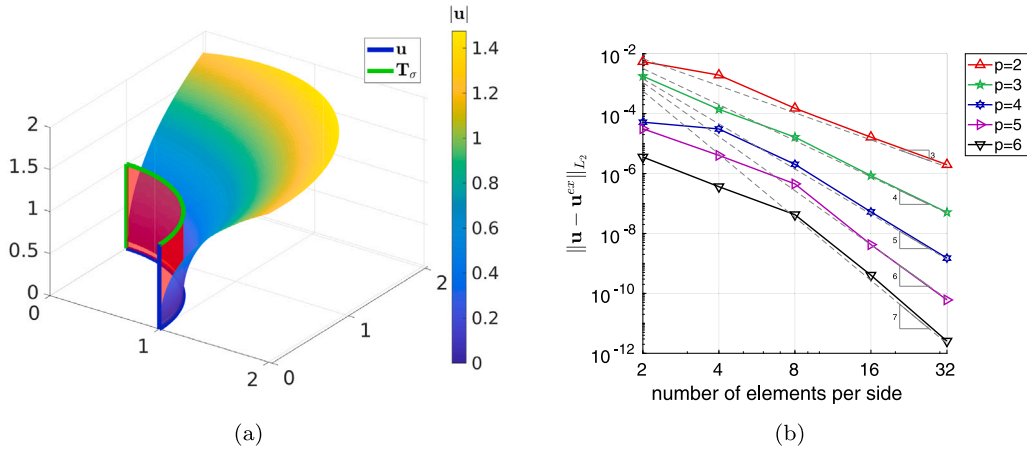 |u|
u
T_σ
1.4
1.2
1
0.8
0.6
0.4
0.2
0
2
1.5
1
0.5
0
0
1
2
0
1
2
(a)
10^-2
10^-4
10^-6
10^-8
10^-10
10^-12
||u − u^ex||_L2
2
4
8
16
32
number of elements per side
3
4
5
6
7
p=2
p=3
p=4
p=5
p=6
(b)